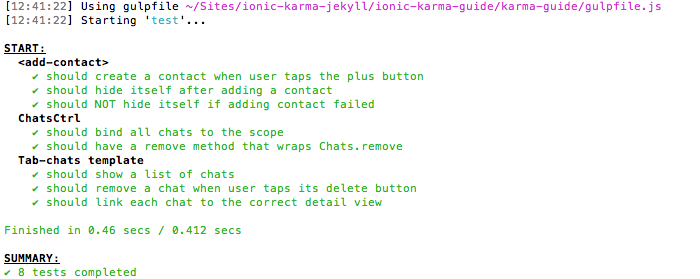 [12:41:22] Using gulpfile ~/Sites/ionic-karma-jekyll/ionic-karma-guide/karma-guide/gulpfile.js
[12:41:22] Starting 'test'...
START:
<add-contact>
✔ should create a contact when user taps the plus button
✔ should hide itself after adding a contact
✔ should NOT hide itself if adding contact failed
ChatsCtrl
✔ should bind all chats to the scope
✔ should have a remove method that wraps Chats.remove
Tab-chats template
✔ should show a list of chats
✔ should remove a chat when user taps its delete button
✔ should link each chat to the correct detail view
Finished in 0.46 secs / 0.412 secs
SUMMARY:
✔ 8 tests completed